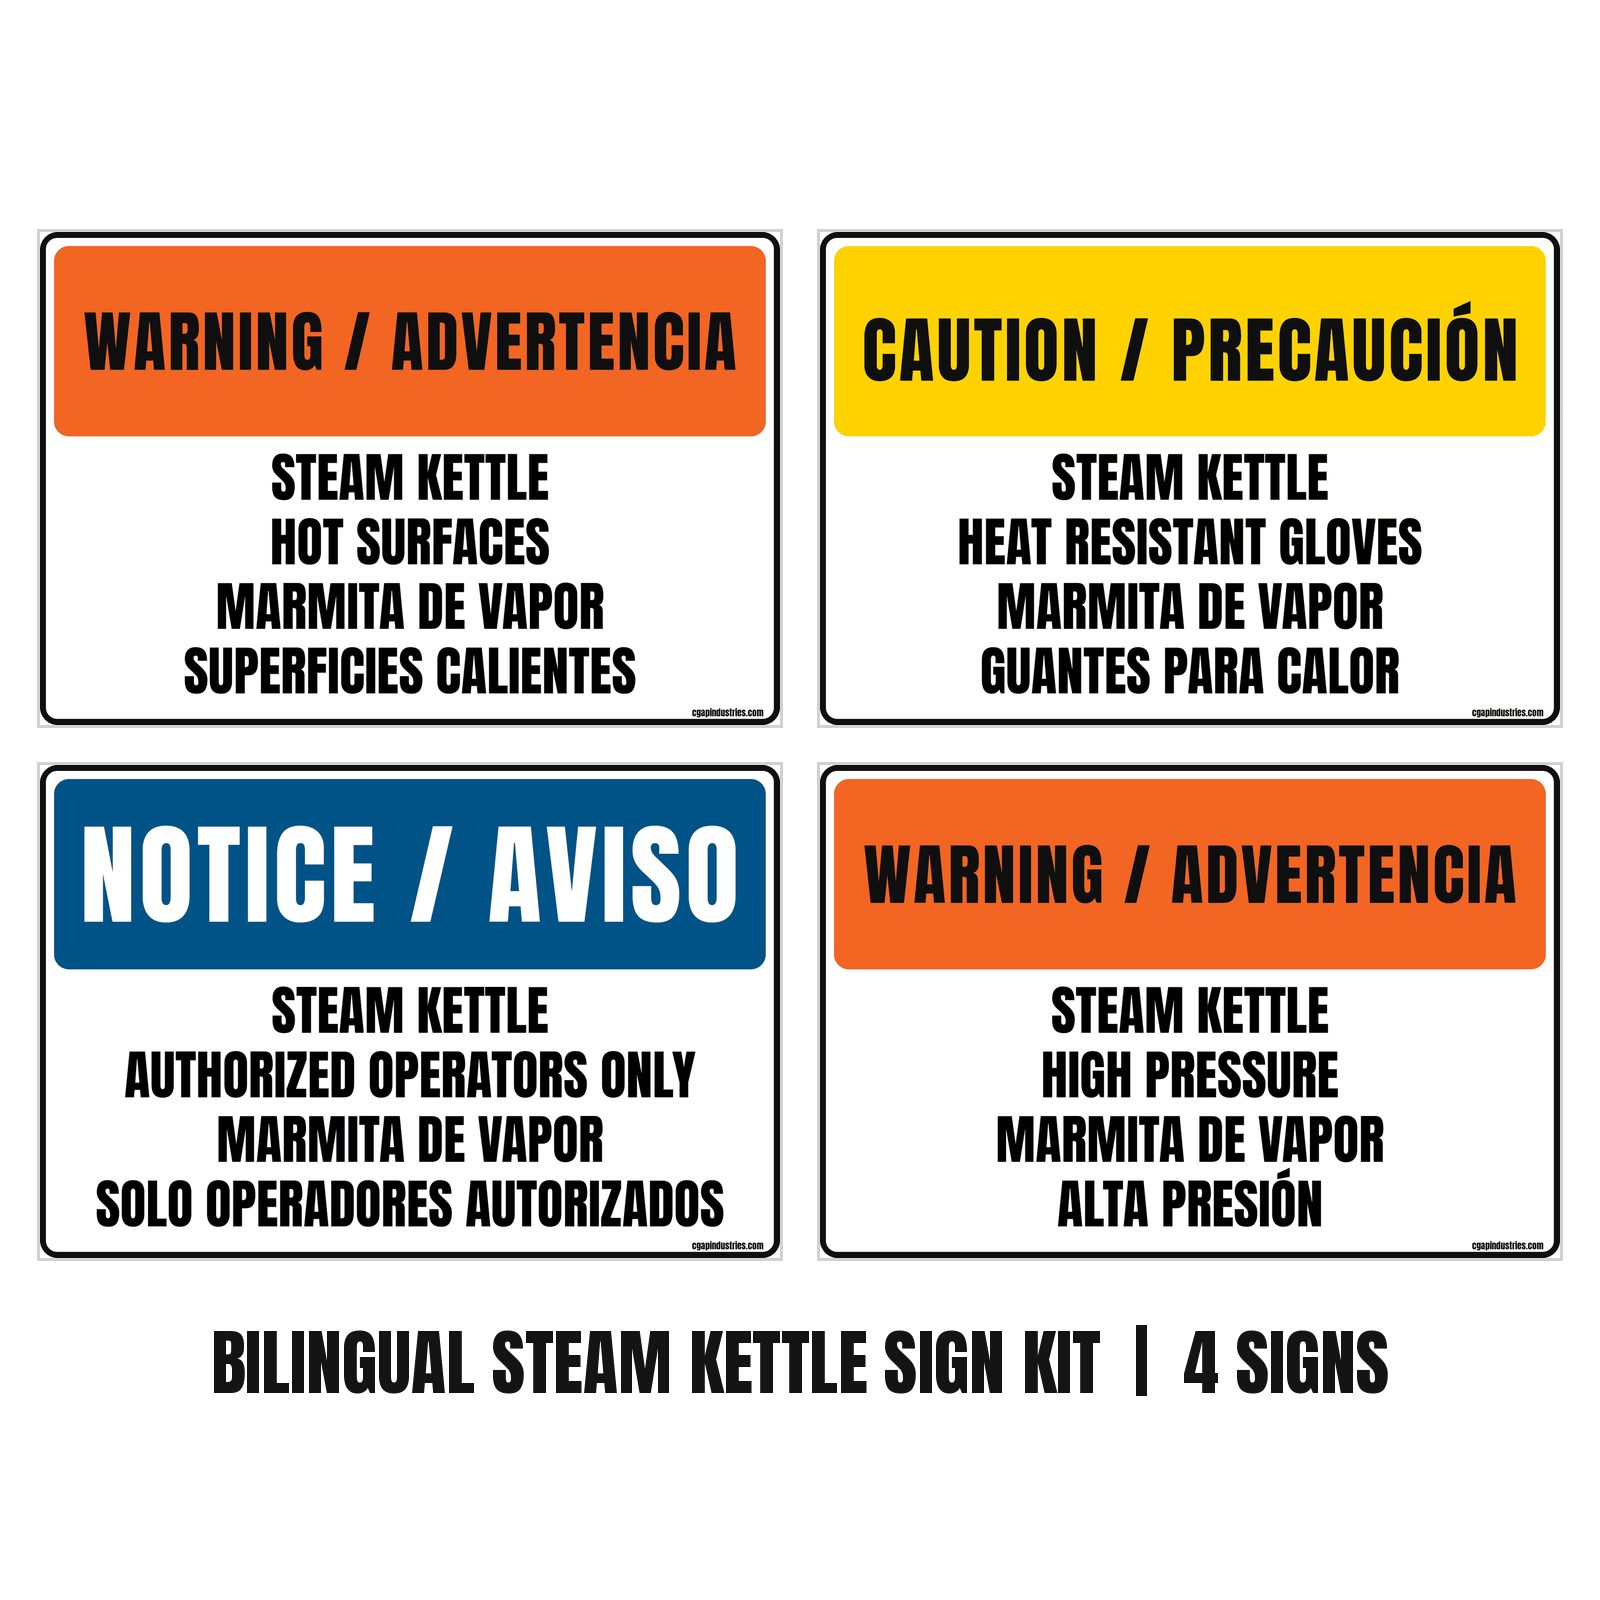 WARNING / ADVERTENCIA
STEAM KETTLE
HOT SURFACES
MARMITA DE VAPOR
SUPERFICIES CALIENTES
cgapindustries.com
CAUTION / PRECAUCIÓN
STEAM KETTLE
HEAT RESISTANT GLOVES
MARMITA DE VAPOR
GUANTES PARA CALOR
cgapindustries.com
NOTICE / AVISO
STEAM KETTLE
AUTHORIZED OPERATORS ONLY
MARMITA DE VAPOR
SOLO OPERADORES AUTORIZADOS
cgapindustries.com
WARNING / ADVERTENCIA
STEAM KETTLE
HIGH PRESSURE
MARMITA DE VAPOR
ALTA PRESIÓN
cgapindustries.com
BILINGUAL STEAM KETTLE SIGN KIT | 4 SIGNS